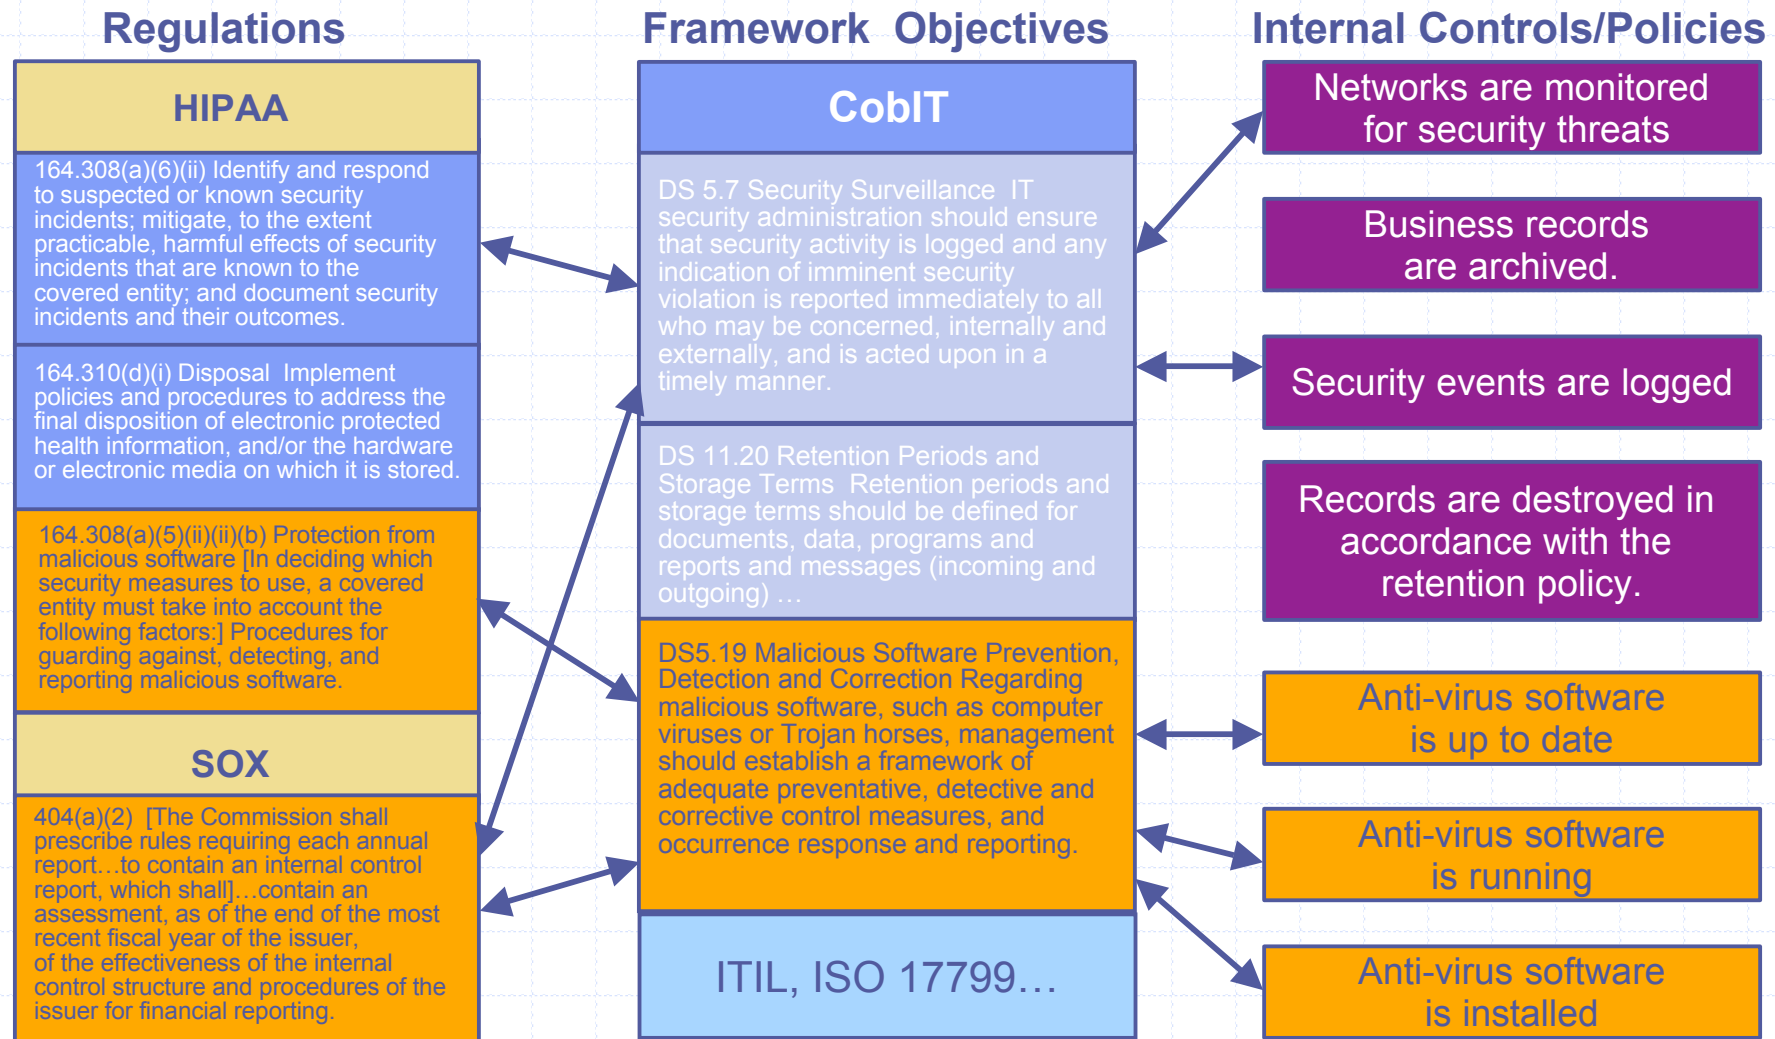 Regulations
HIPAA
164.308(a)(6)(ii) Identify and respond
to suspected or known security
incidents; mitigate, to the extent
practicable, harmful effects of security
incidents that are known to the
covered entity; and document security
incidents and their outcomes.
164.310(d)(i) Disposal  Implement
policies and procedures to address the
final disposition of electronic protected
health information, and/or the hardware
or electronic media on which it is stored.
164.308(a)(5)(ii)(ii)(b) Protection from
malicious software [In deciding which
security measures to use, a covered
entity must take into account the
following factors:] Procedures for
guarding against, detecting, and
reporting malicious software.
SOX
404(a)(2)  [The Commission shall
prescribe rules requiring each annual
report…to contain an internal control
report, which shall]…contain an
assessment, as of the end of the most
recent fiscal year of the issuer,
of the effectiveness of the internal
control structure and procedures of the
issuer for financial reporting.
Framework  Objectives
CobIT
DS 5.7 Security Surveillance  IT
security administration should ensure
that security activity is logged and any
indication of imminent security
violation is reported immediately to all
who may be concerned, internally and
externally, and is acted upon in a
timely manner.
DS 11.20 Retention Periods and
Storage Terms  Retention periods and
storage terms should be defined for
documents, data, programs and
reports and messages (incoming and
outgoing) …
DS5.19 Malicious Software Prevention,
Detection and Correction Regarding
malicious software, such as computer
viruses or Trojan horses, management
should establish a framework of
adequate preventative, detective and
corrective control measures, and
occurrence response and reporting.
ITIL, ISO 17799…
Internal Controls/Policies
Networks are monitored
for security threats
Business records
are archived.
Security events are logged
Records are destroyed in
accordance with the
retention policy.
Anti-virus software
is up to date
Anti-virus software
is running
Anti-virus software
is installed